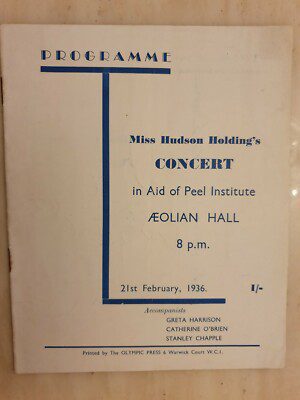 PROGRAMME
Miss Hudson Holding's
CONCERT
in Aid of Peel Institute
ÆOLIAN HALL
8 p.m.
21st February, 1936. 1/-
Accompanists
GRETA HARRISON
CATHERINE O'BRIEN
STANLEY CHAPPLE
Printed by The OLYMPIC PRESS 6 Warwick Court W.C.1.